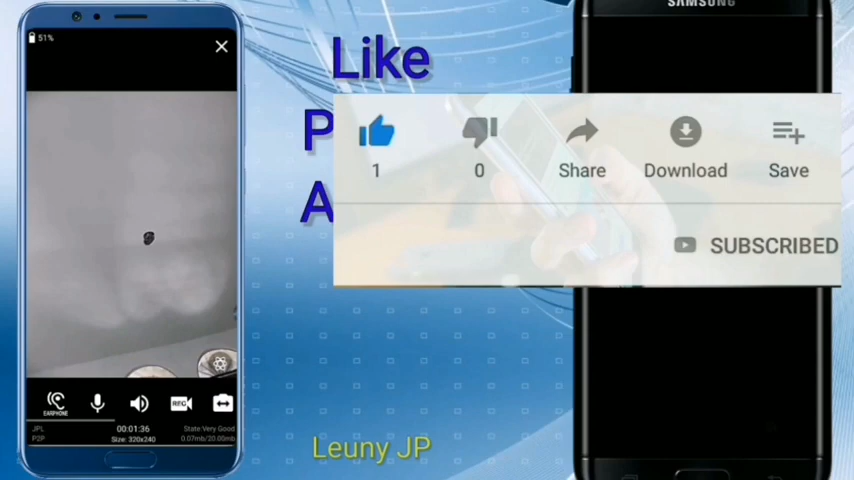 51%
SAMSUNG
Like
P
A
1
0
Share
Download
Save
SUBSCRIBED
EARPHONE
REC
JPL
P2P
00:01:36
Size: 320x240
State:Very Good
0.07mb/20.00mb
Leuny JP